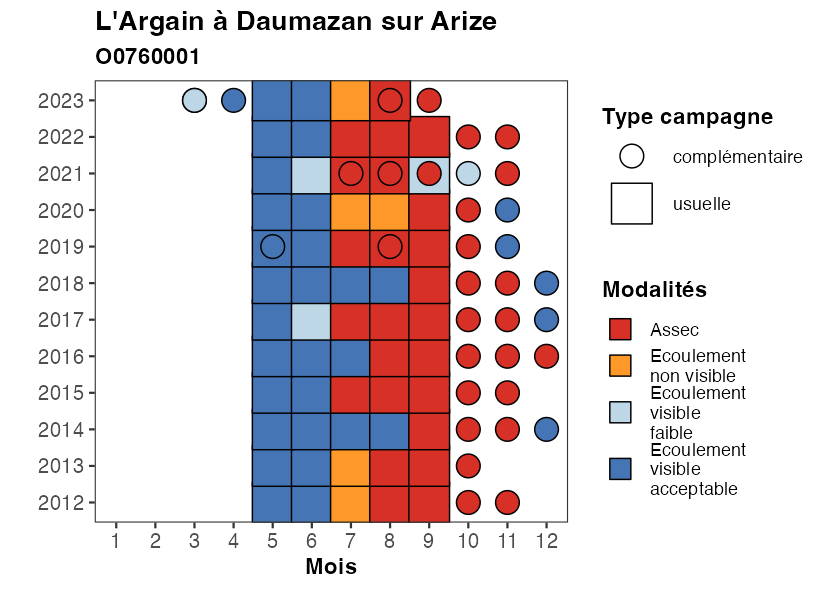 L'Argain à Daumazan sur Arize
O0760001
2023
2022
2021
2020
2019
2018
2017
2016
2015
2014
2013
2012
1 2 3 4 5 6 7 8 9 10 11 12
Mois
Type campagne
complémentaire
usuelle
Modalités
Assec
Ecoulement
non visible
Ecoulement
visible
faible
Ecoulement
visible
acceptable